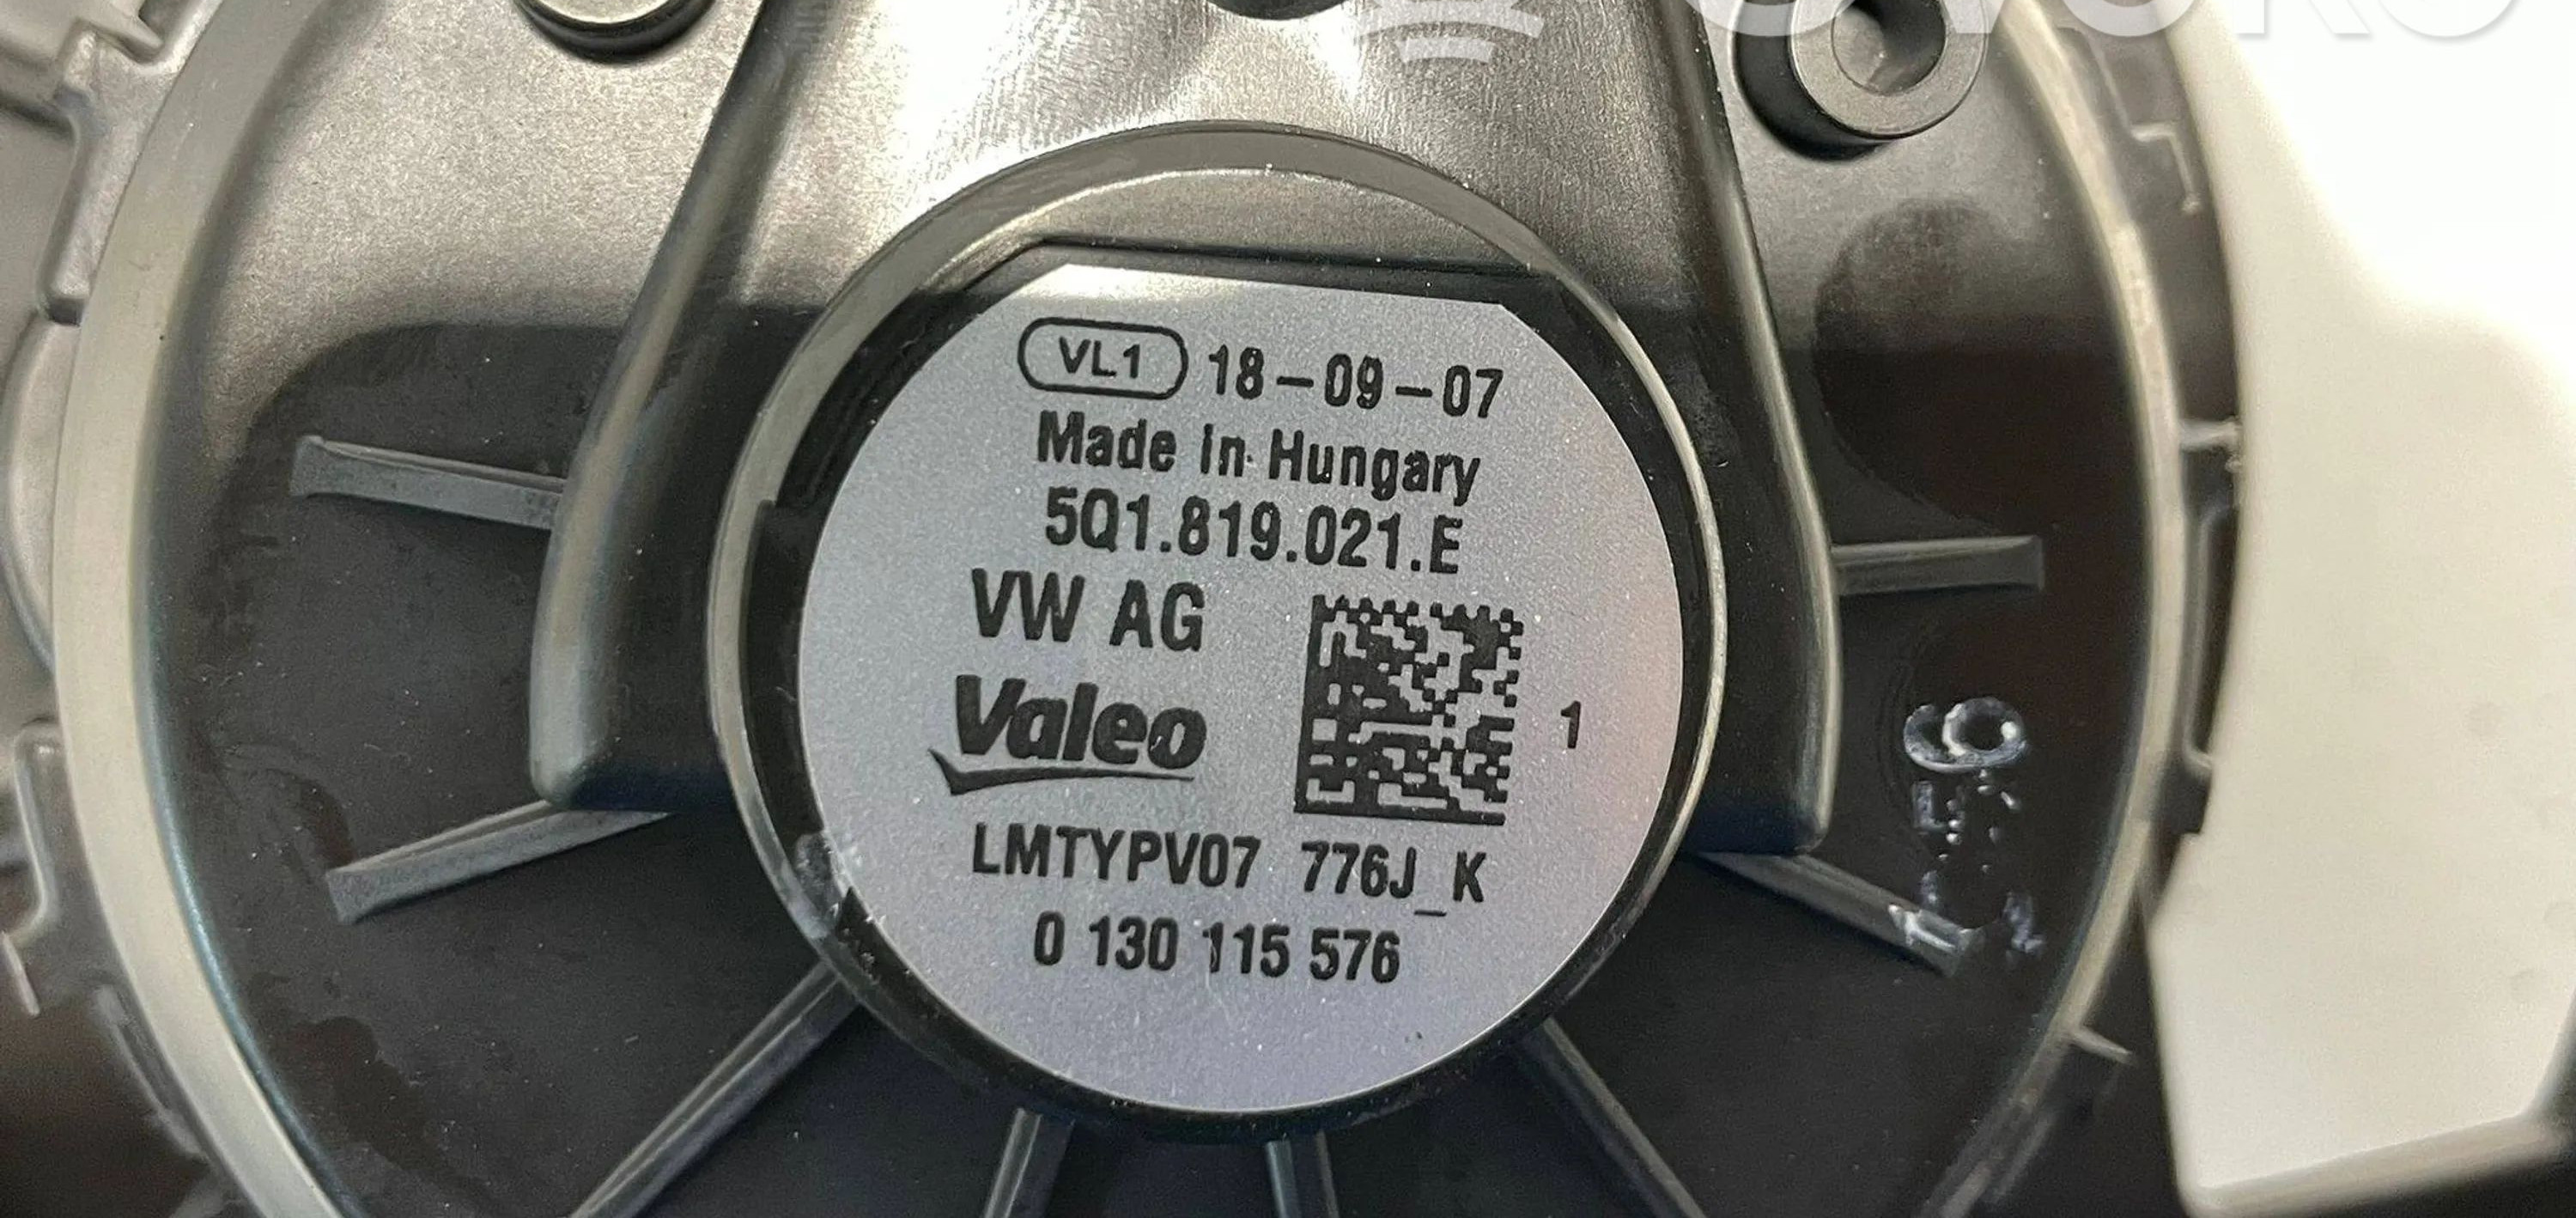 VL1 18-09-07
Made In Hungary
5Q1.819.021.E
VW AG
Valeo
1
LMTYPV07 776J_K
0 130 115 576
9